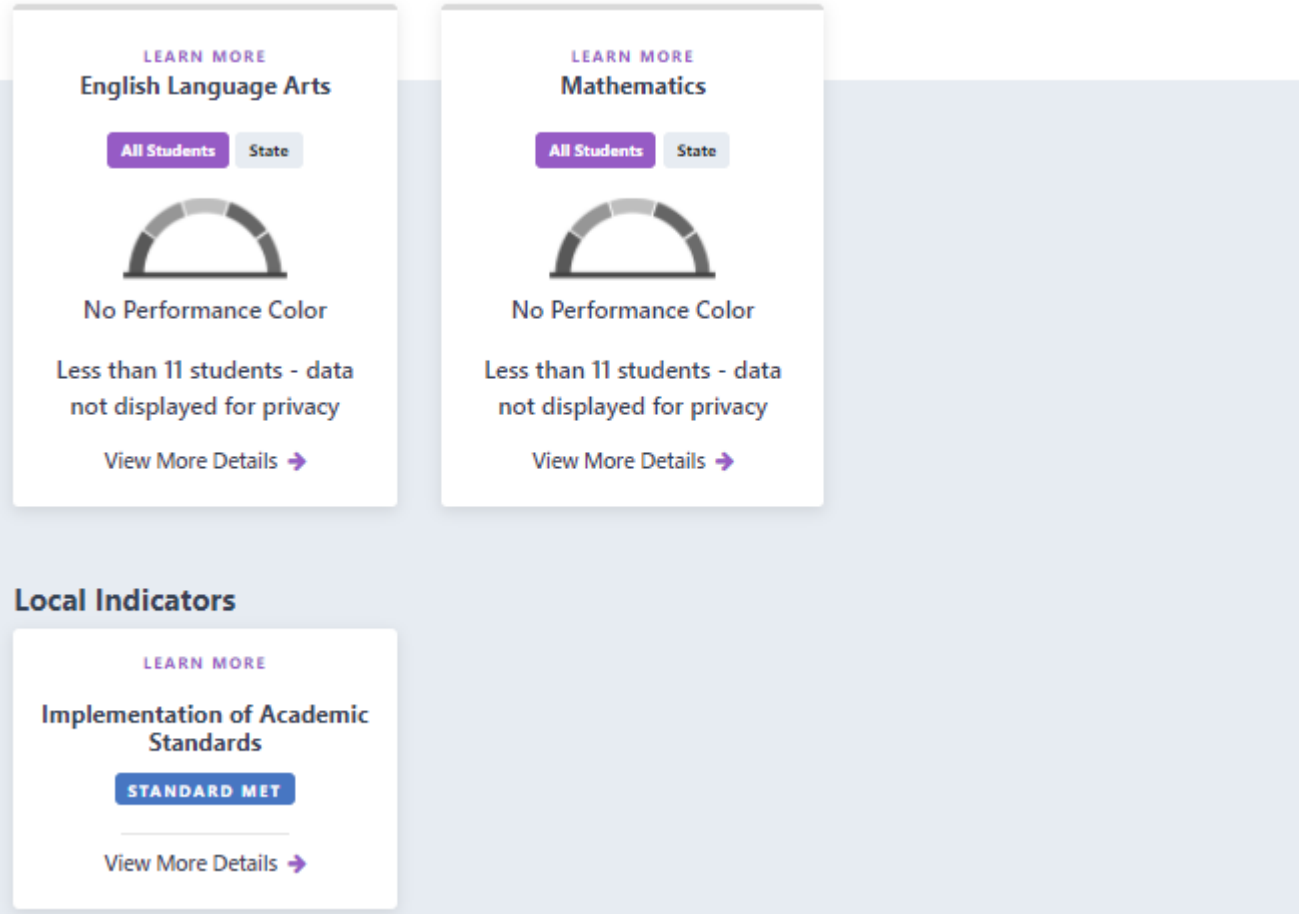 LEARN MORE
English Language Arts
All Students State
No Performance Color
Less than 11 students - data
not displayed for privacy
View More Details
LEARN MORE
Mathematics
All Students State
No Performance Color
Less than 11 students - data
not displayed for privacy
View More Details
Local Indicators
LEARN MORE
Implementation of Academic
Standards
STANDARD MET
View More Details